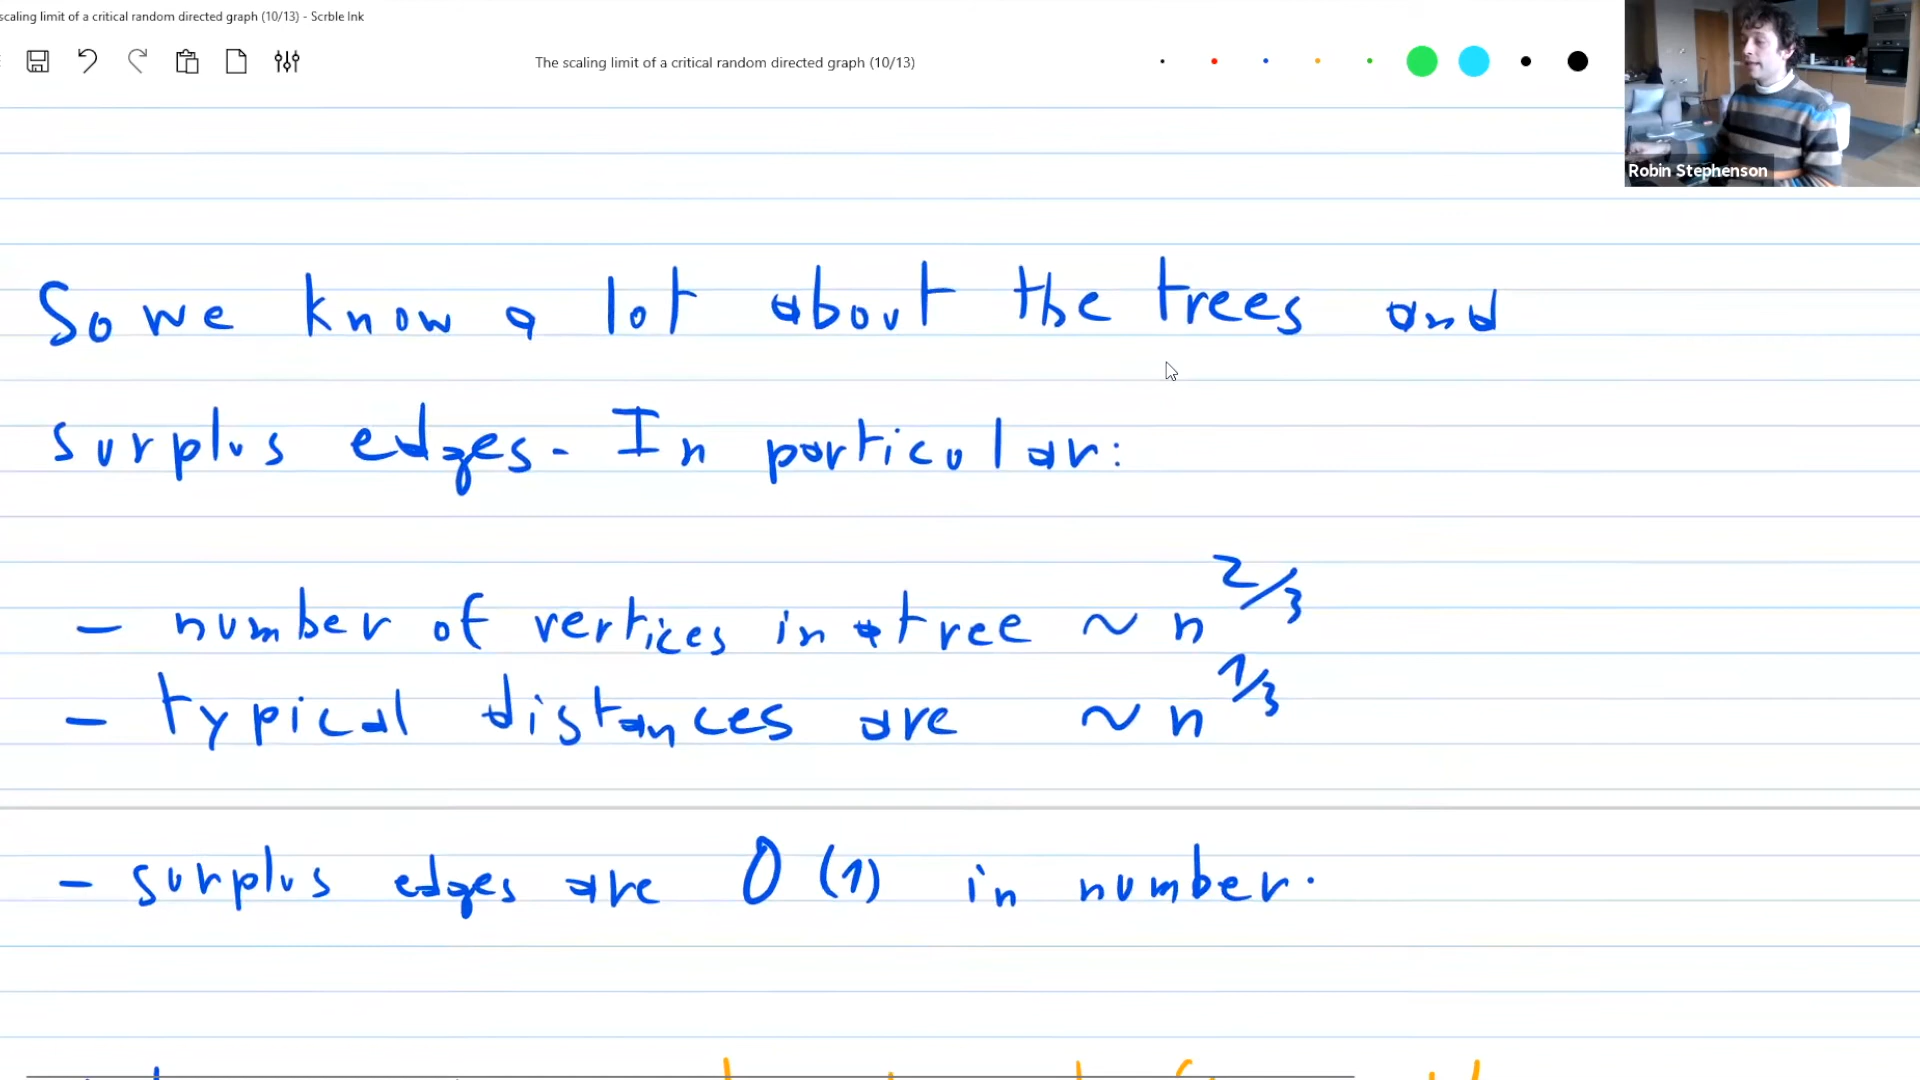 scaling limit of a critical random directed graph (10/13) - Scrble Ink
The scaling limit of a critical random directed graph (10/13)
Robin Stephenson
So we know a lot about the trees and
surplus edges. In particular:
- number of vertices in a tree ~ n^{2/3}
- typical distances are ~ n^{1/3}
- surplus edges are O(1) in number.